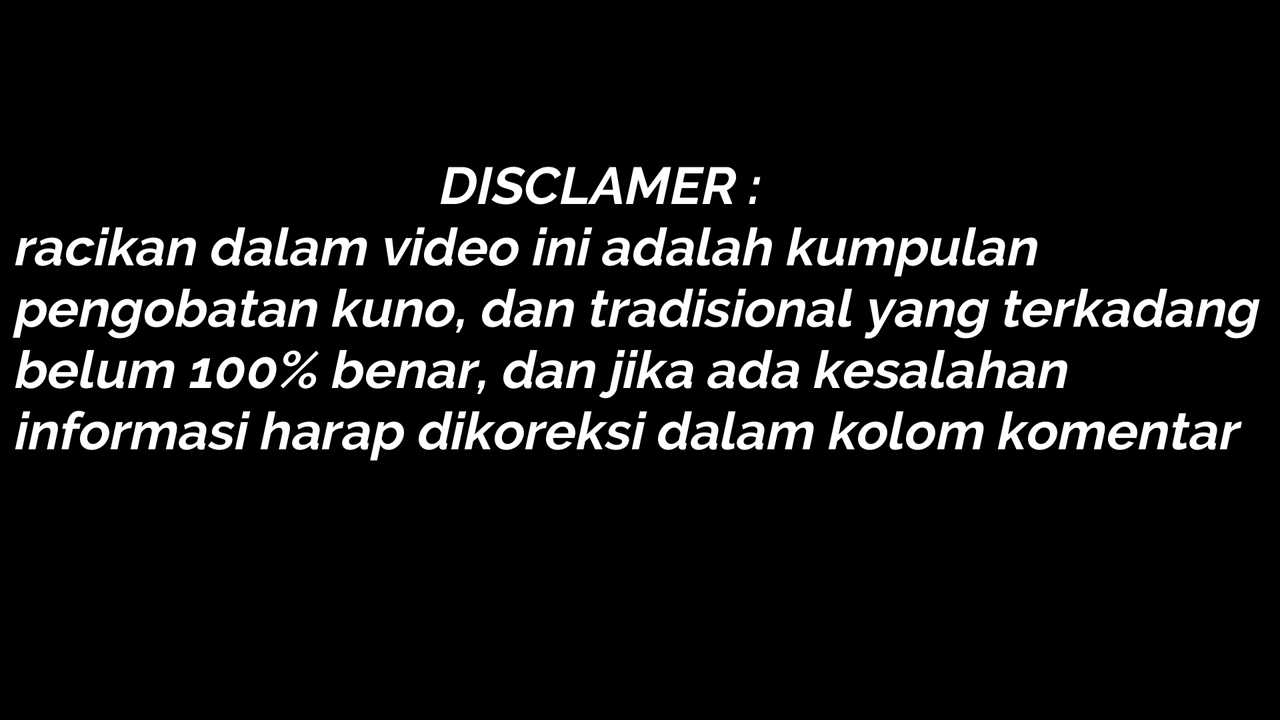 DISCLAMER :
racikan dalam video ini adalah kumpulan
pengobatan kuno, dan tradisional yang terkadang
belum 100% benar, dan jika ada kesalahan
informasi harap dikoreksi dalam kolom komentar